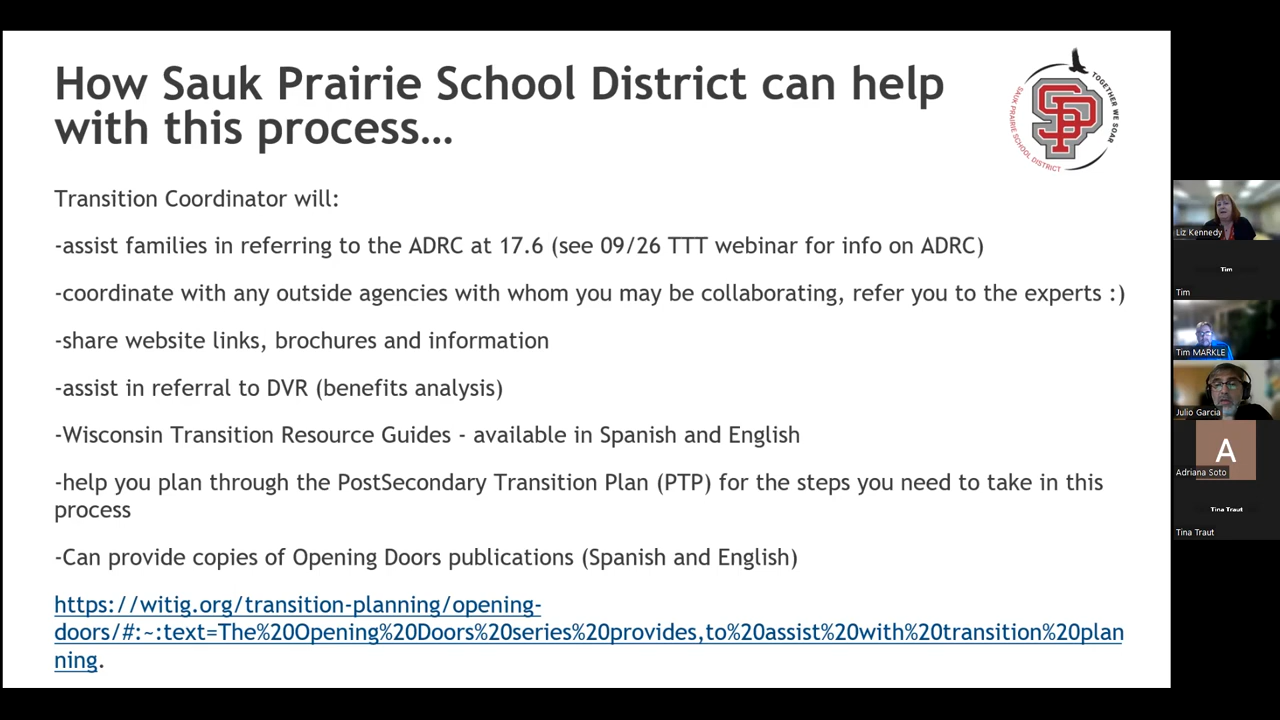 How Sauk Prairie School District can help
with this process...
TOGETHER WE SOAR
SAUK PRAIRIE SCHOOL DISTRICT
SP
Transition Coordinator will:
-assist families in referring to the ADRC at 17.6 (see 09/26 TTT webinar for info on ADRC)
-coordinate with any outside agencies with whom you may be collaborating, refer you to the experts :)
-share website links, brochures and information
-assist in referral to DVR (benefits analysis)
-Wisconsin Transition Resource Guides - available in Spanish and English
-help you plan through the PostSecondary Transition Plan (PTP) for the steps you need to take in this
process
-Can provide copies of Opening Doors publications (Spanish and English)
https://witig.org/transition-planning/opening-
doors/#:~:text=The%20Opening%20Doors%20series%20provides,to%20assist%20with%20transition%20plan
ning.
Liz Kennedy
Tim
Tim
Tim MARKLE
Julio Garcia
A
Adriana Soto
Tina Traut
Tina Traut